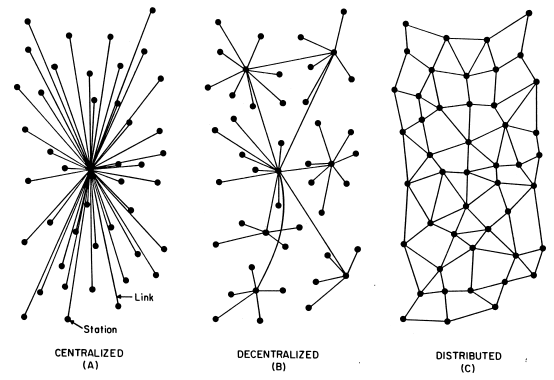 Link
Station
CENTRALIZED
(A)
DECENTRALIZED
(B)
DISTRIBUTED
(C)